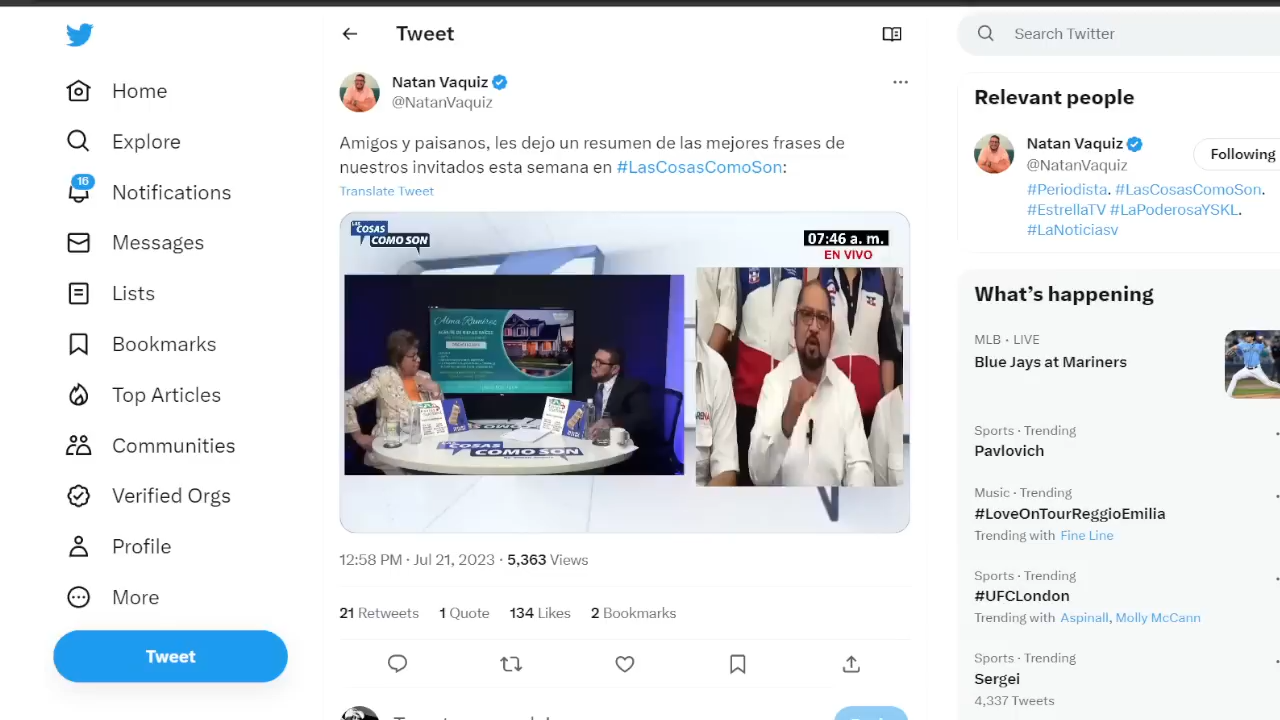 Home
Explore
16
Notifications
Messages
Lists
Bookmarks
Top Articles
Communities
Verified Orgs
Profile
More
Tweet
Tweet
Natan Vaquiz
@NatanVaquiz
Amigos y paisanos, les dejo un resumen de las mejores frases de
nuestros invitados esta semana en #LasCosasComoSon:
Translate Tweet
LAS
COSAS
COMO SON
07:46 a. m.
EN VIVO
Alma Ramirez
COSAS
COMO SON
12:58 PM · Jul 21, 2023 · 5,363 Views
21 Retweets 1 Quote 134 Likes 2 Bookmarks
Search Twitter
Relevant people
Natan Vaquiz
@NatanVaquiz
Following
#Periodista. #LasCosasComoSon.
#EstrellaTV #LaPoderosaYSKL.
#LaNoticiasv
What's happening
MLB · LIVE
Blue Jays at Mariners
Sports · Trending
Pavlovich
Music · Trending
#LoveOnTourReggioEmilia
Trending with Fine Line
Sports · Trending
#UFCLondon
Trending with Aspinall, Molly McCann
Sports · Trending
Sergei
4,337 Tweets